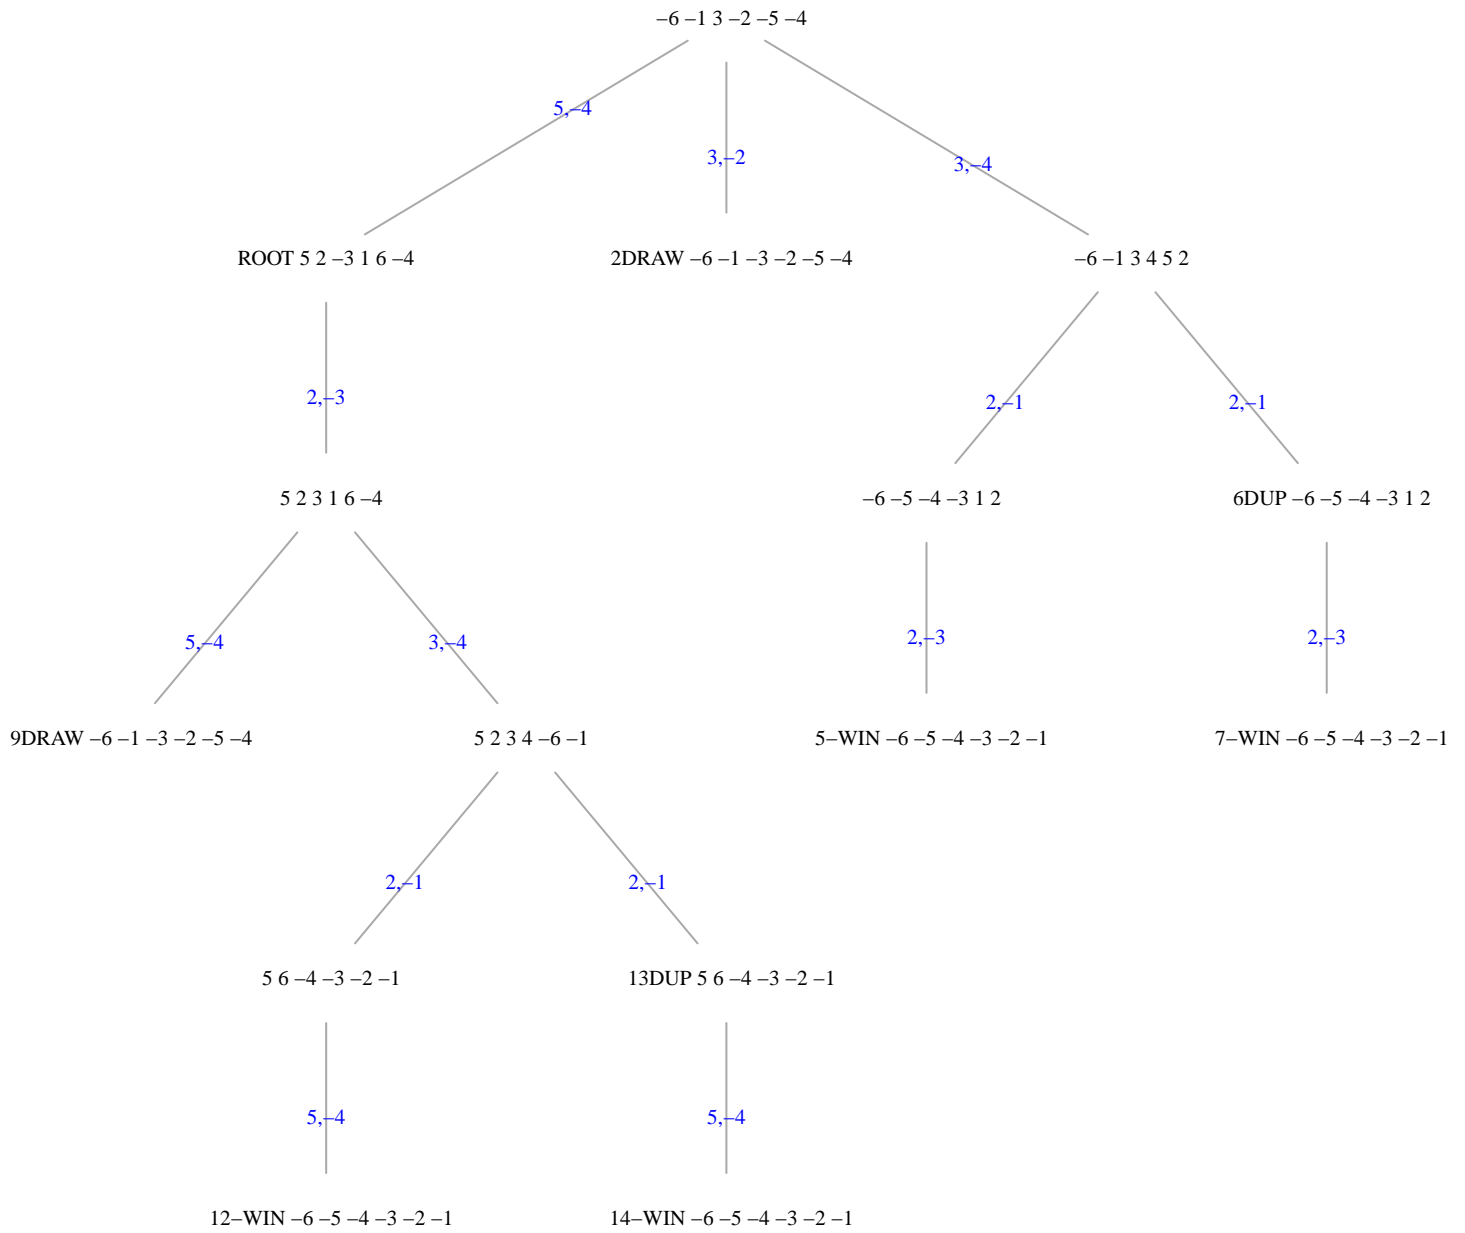 –6 –1 3 –2 –5 –4
5,–4
3,–2
3,–4
ROOT 5 2 –3 1 6 –4
2DRAW –6 –1 –3 –2 –5 –4
–6 –1 3 4 5 2
2,–3
2,–1
2,–1
5 2 3 1 6 –4
–6 –5 –4 –3 1 2
6DUP –6 –5 –4 –3 1 2
5,–4
3,–4
2,–3
2,–3
9DRAW –6 –1 –3 –2 –5 –4
5 2 3 4 –6 –1
5–WIN –6 –5 –4 –3 –2 –1
7–WIN –6 –5 –4 –3 –2 –1
2,–1
2,–1
5 6 –4 –3 –2 –1
13DUP 5 6 –4 –3 –2 –1
5,–4
5,–4
12–WIN –6 –5 –4 –3 –2 –1
14–WIN –6 –5 –4 –3 –2 –1